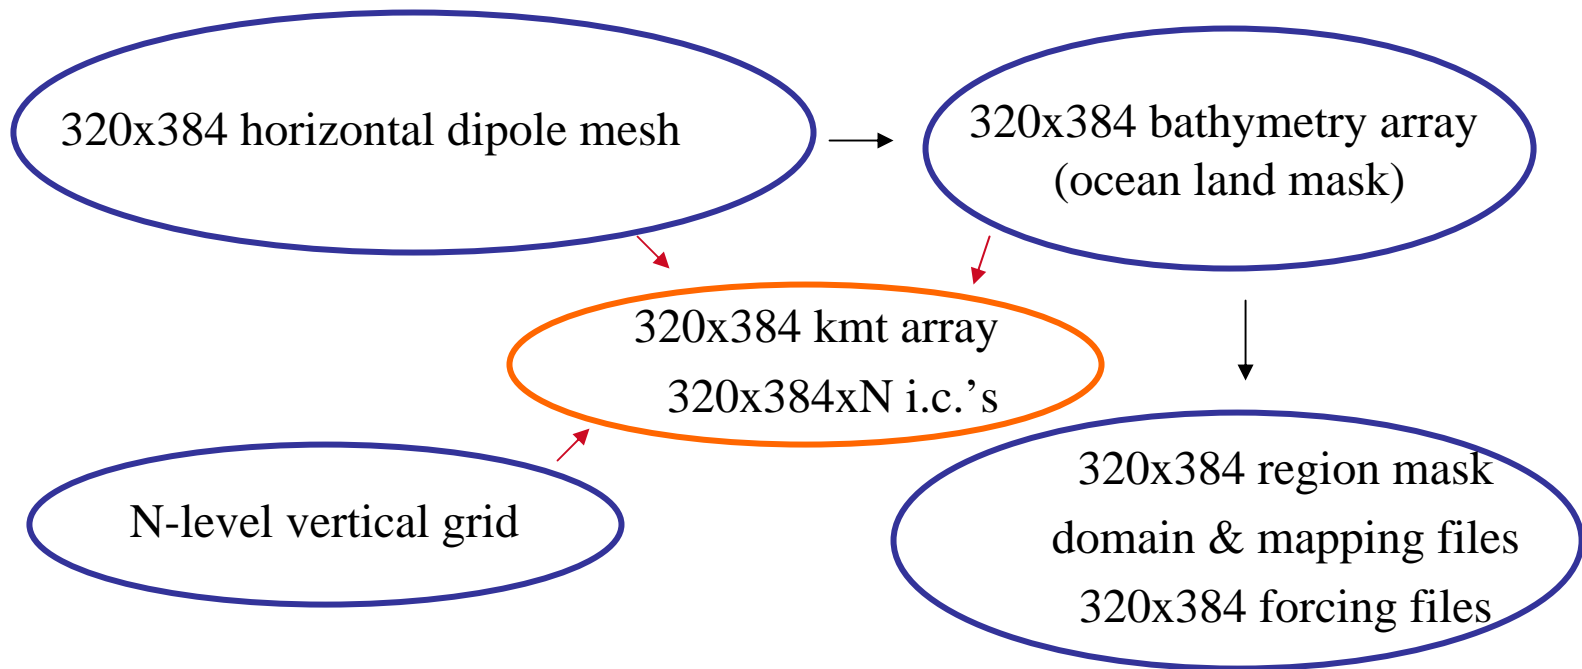 320x384 horizontal dipole mesh
320x384 bathymetry array
(ocean land mask)
320x384 kmt array
320x384xN i.c.’s
N-level vertical grid
320x384 region mask
domain & mapping files
320x384 forcing files